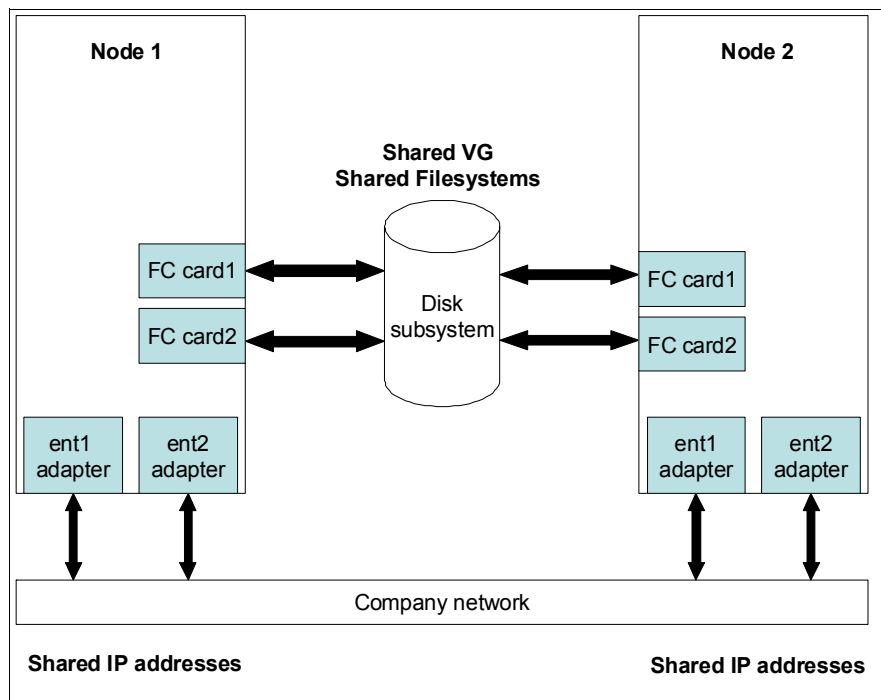 Node 1
Node 2
Shared VG
Shared Filesystems
FC card1
FC card2
Disk
subsystem
FC card1
FC card2
ent1
adapter
ent2
adapter
ent1
adapter
ent2
adapter
Company network
Shared IP addresses
Shared IP addresses